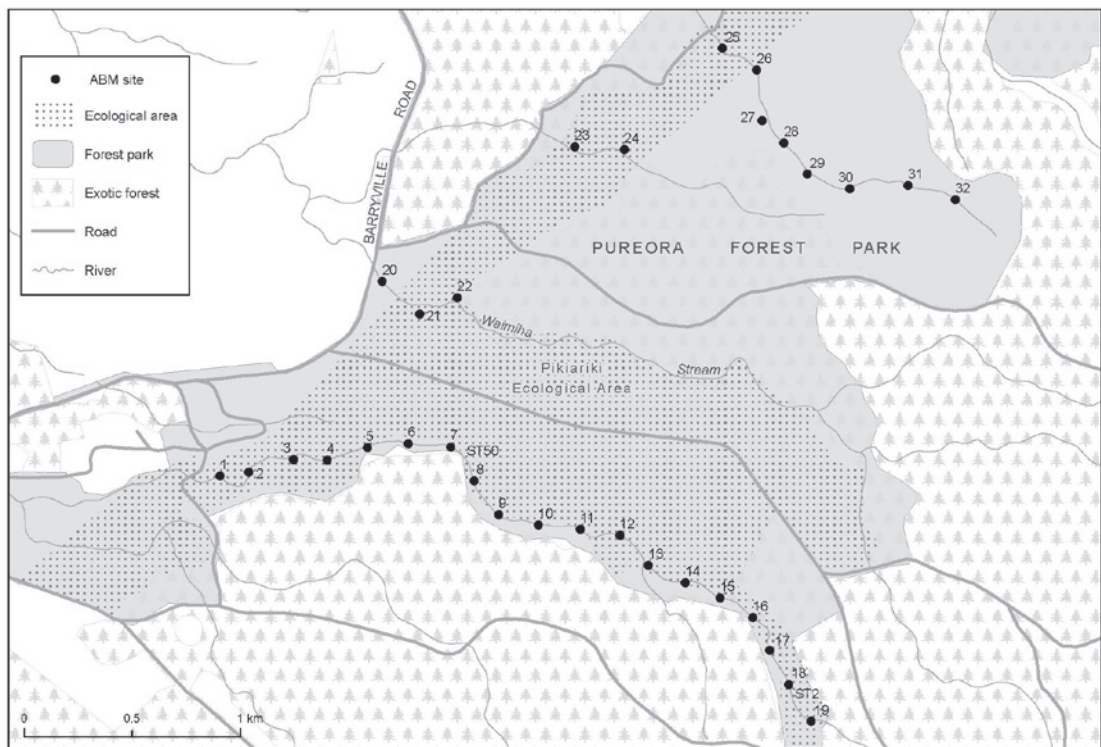 ABM site
Ecological area
Forest park
Exotic forest
Road
River
BARRYVILLE ROAD
25
26
27
28
23
24
29
30
31
32
PUREORA FOREST PARK
20
21
22
Waimiha
Stream
Pikiariki
Ecological Area
1
2
3
4
5
6
7
ST50
8
9
10
11
12
13
14
15
16
17
18
ST2
19
0 0.5 1 km